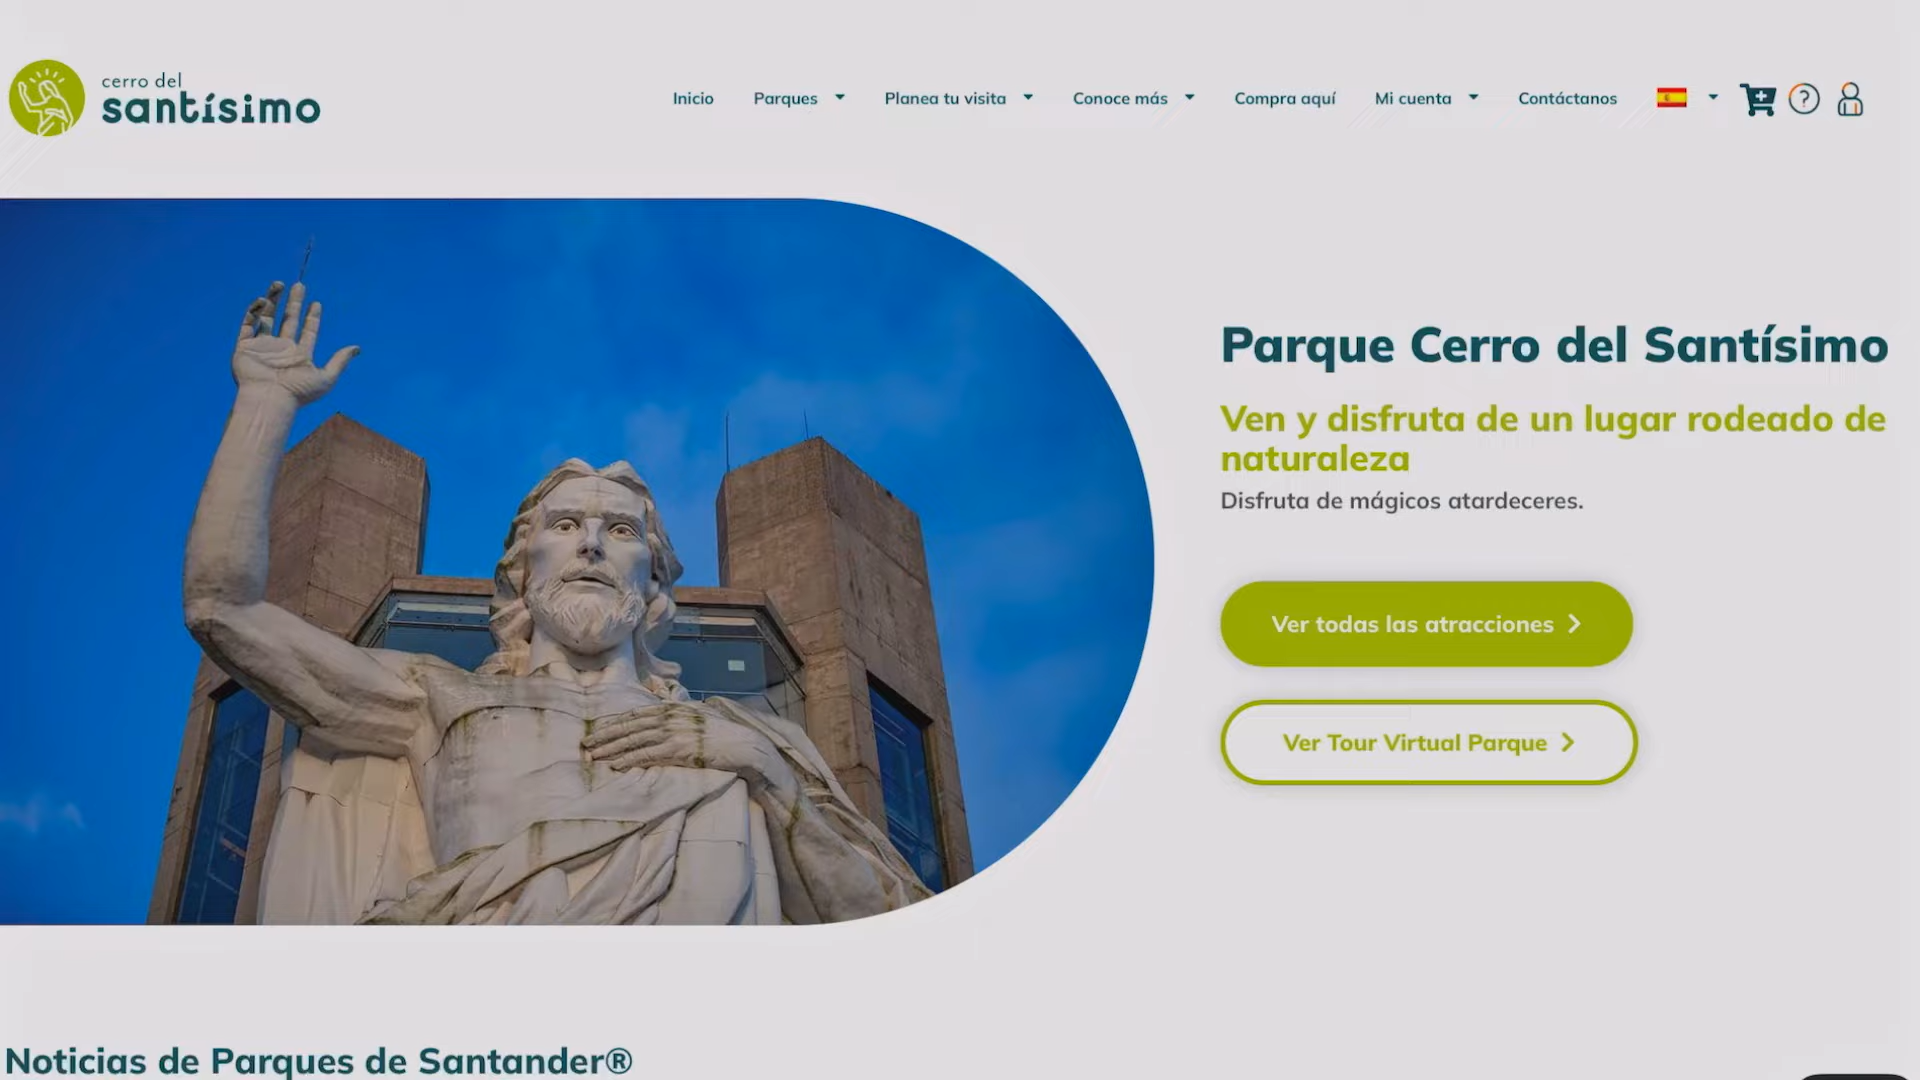 cerro del
santísimo
Inicio
Parques
Planea tu visita
Conoce más
Compra aquí
Mi cuenta
Contáctanos
Parque Cerro del Santísimo
Ven y disfruta de un lugar rodeado de
naturaleza
Disfruta de mágicos atardeceres.
Ver todas las atracciones
Ver Tour Virtual Parque
Noticias de Parques de Santander®